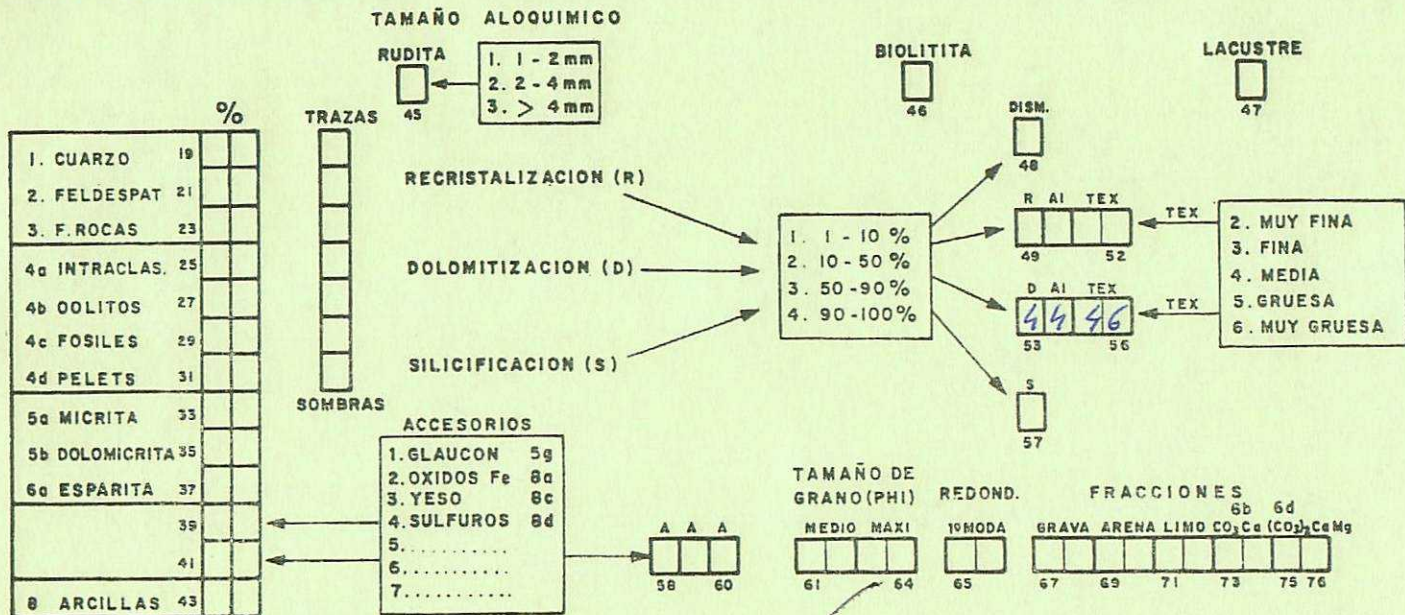 TAMAÑO ALOQUIMICO
RUDITA
45
1. 1 - 2 mm
2. 2 - 4 mm
3. > 4 mm
BIOLITITA
46
LACUSTRE
47
%
1. CUARZO 19
2. FELDESPAT 21
3. F. ROCAS 23
4a INTRACLAS. 25
4b OOLITOS 27
4c FOSILES 29
4d PELETS 31
5a MICRITA 33
5b DOLOMICRITA 35
6a ESPARITA 37
39
41
8 ARCILLAS 43
TRAZAS
SOMBRAS
RECRISTALIZACION (R)
DOLOMITIZACION (D)
SILICIFICACION (S)
1. 1 - 10 %
2. 10 - 50 %
3. 50 - 90 %
4. 90 - 100 %
DISM.
48
R AI TEX
49 52
D AI TEX
4 4 4 6
53 56
S
57
TEX
TEX
2. MUY FINA
3. FINA
4. MEDIA
5. GRUESA
6. MUY GRUESA
ACCESORIOS
1. GLAUCON 5g
2. OXIDOS Fe 8a
3. YESO 8c
4. SULFUROS 8d
5. ..........
6. ..........
7. ..........
A A A
58 60
TAMAÑO DE
GRANO (PHI)
MEDIO MAXI
61 64
REDOND.
1º MODA
65
FRACCIONES
6b 6d
GRAVA ARENA LIMO CO3Ca (CO3)2CaMg
67 69 71 73 75 76